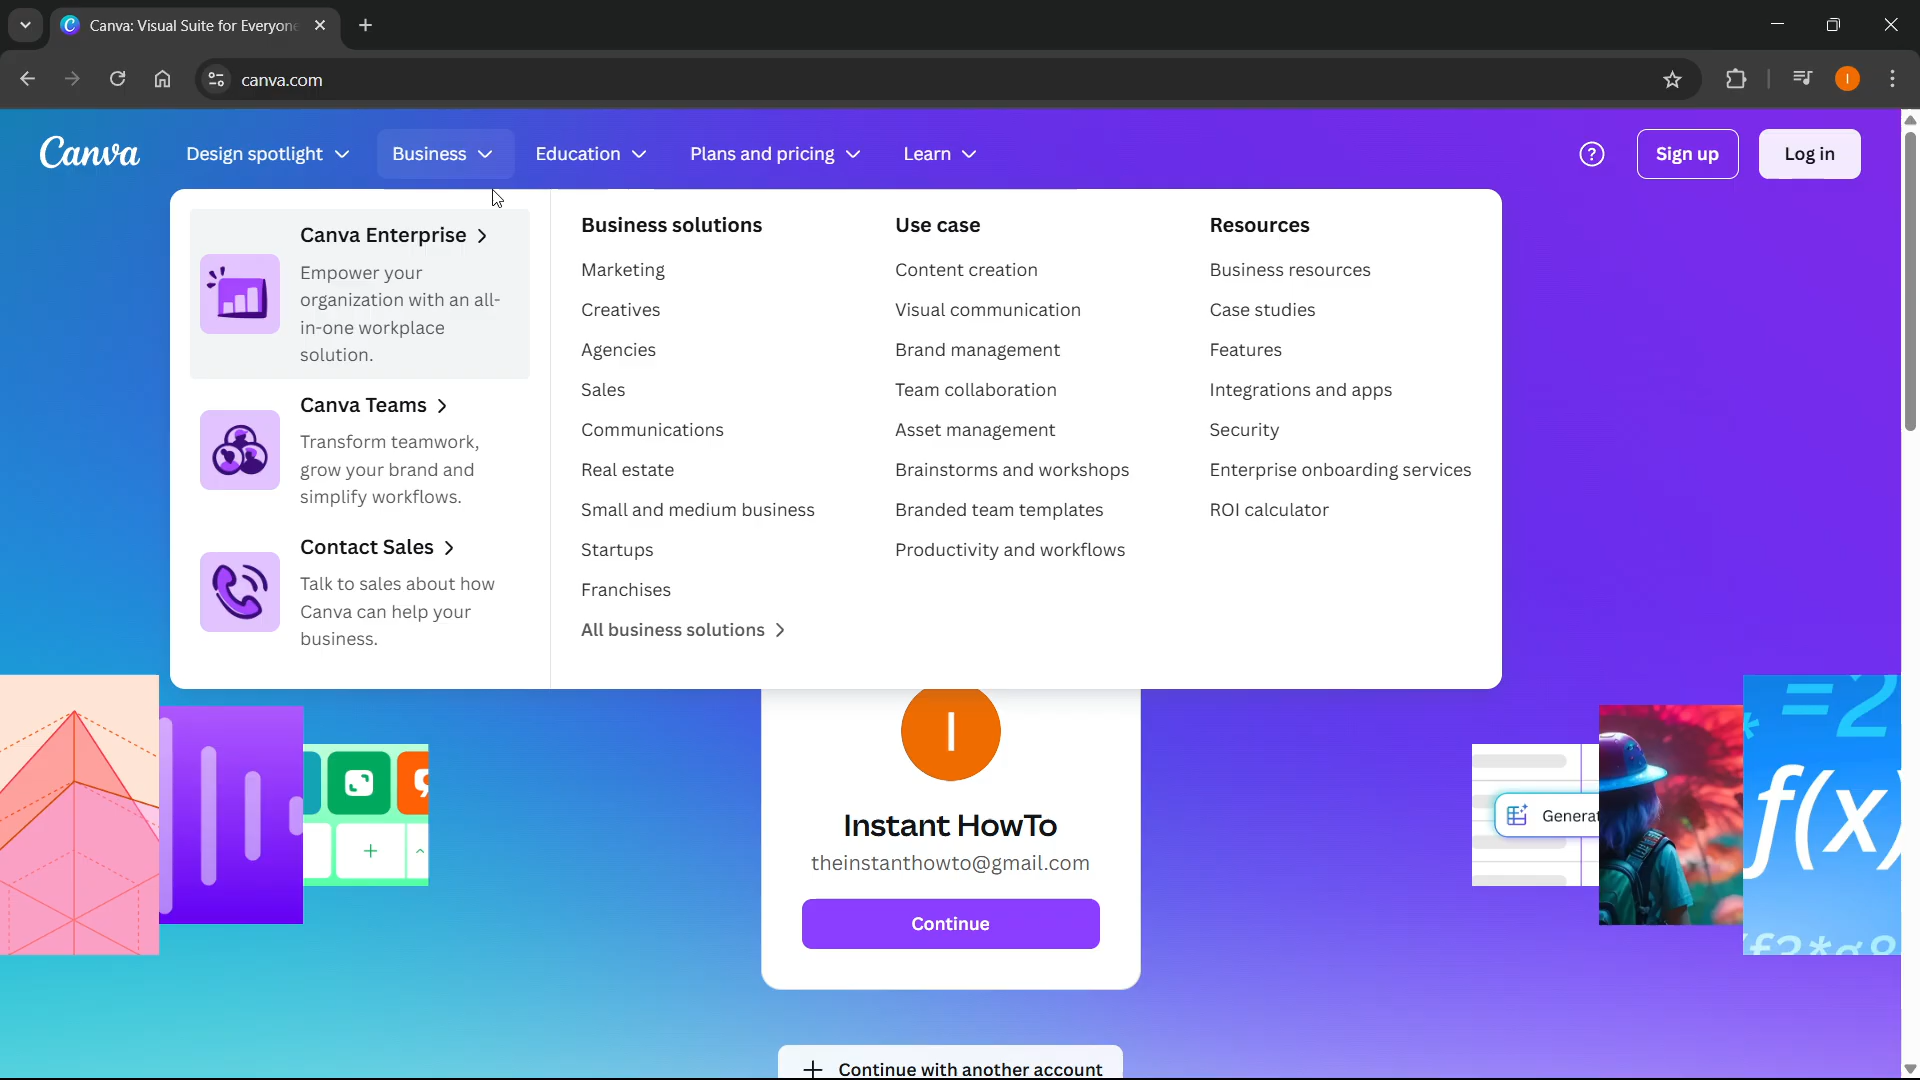 Canva: Visual Suite for Everyone
canva.com
Canva
Design spotlight
Business
Education
Plans and pricing
Learn
Sign up
Log in
Canva Enterprise
Empower your
organization with an all-
in-one workplace
solution.
Canva Teams
Transform teamwork,
grow your brand and
simplify workflows.
Contact Sales
Talk to sales about how
Canva can help your
business.
Business solutions
Marketing
Creatives
Agencies
Sales
Communications
Real estate
Small and medium business
Startups
Franchises
All business solutions
Use case
Content creation
Visual communication
Brand management
Team collaboration
Asset management
Brainstorms and workshops
Branded team templates
Productivity and workflows
Resources
Business resources
Case studies
Features
Integrations and apps
Security
Enterprise onboarding services
ROI calculator
I
Instant HowTo
theinstanthowto@gmail.com
Continue
Continue with another account
Generat
=2
f(x)